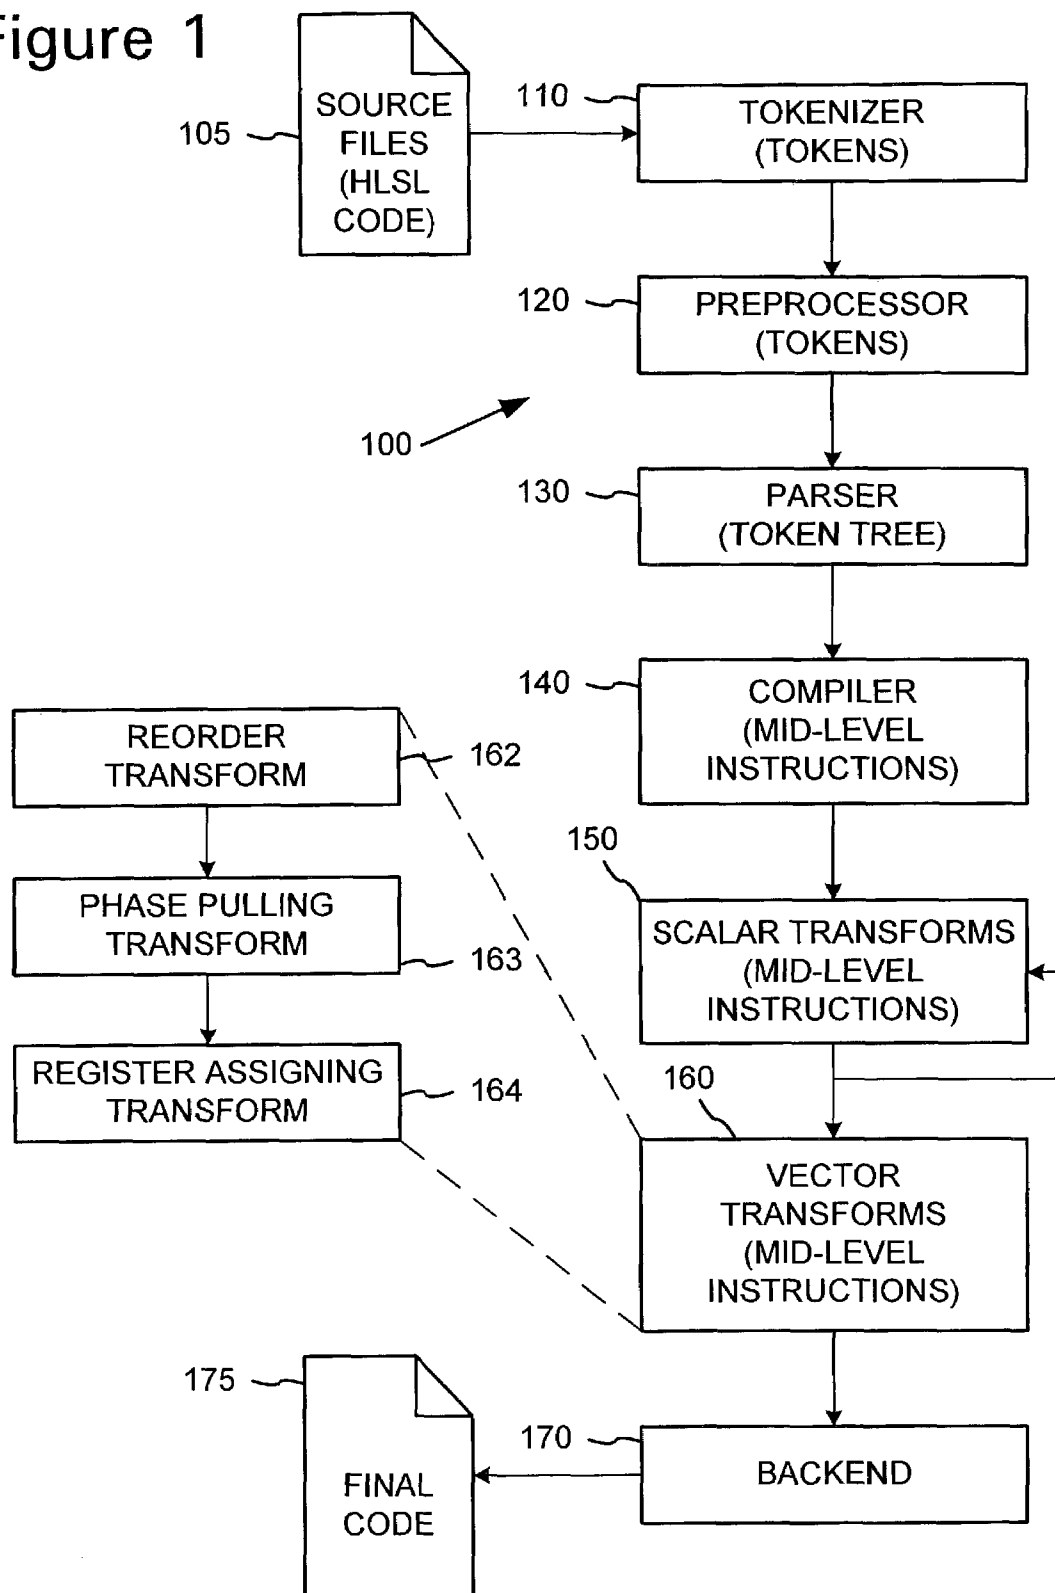 Figure 1
SOURCE
FILES
(HLSL
CODE)
105
110
TOKENIZER
(TOKENS)
120
PREPROCESSOR
(TOKENS)
100
130
PARSER
(TOKEN TREE)
140
COMPILER
(MID-LEVEL
INSTRUCTIONS)
REORDER
TRANSFORM
162
150
PHASE PULLING
TRANSFORM
163
SCALAR TRANSFORMS
(MID-LEVEL
INSTRUCTIONS)
REGISTER ASSIGNING
TRANSFORM
164
160
VECTOR
TRANSFORMS
(MID-LEVEL
INSTRUCTIONS)
175
FINAL
CODE
170
BACKEND